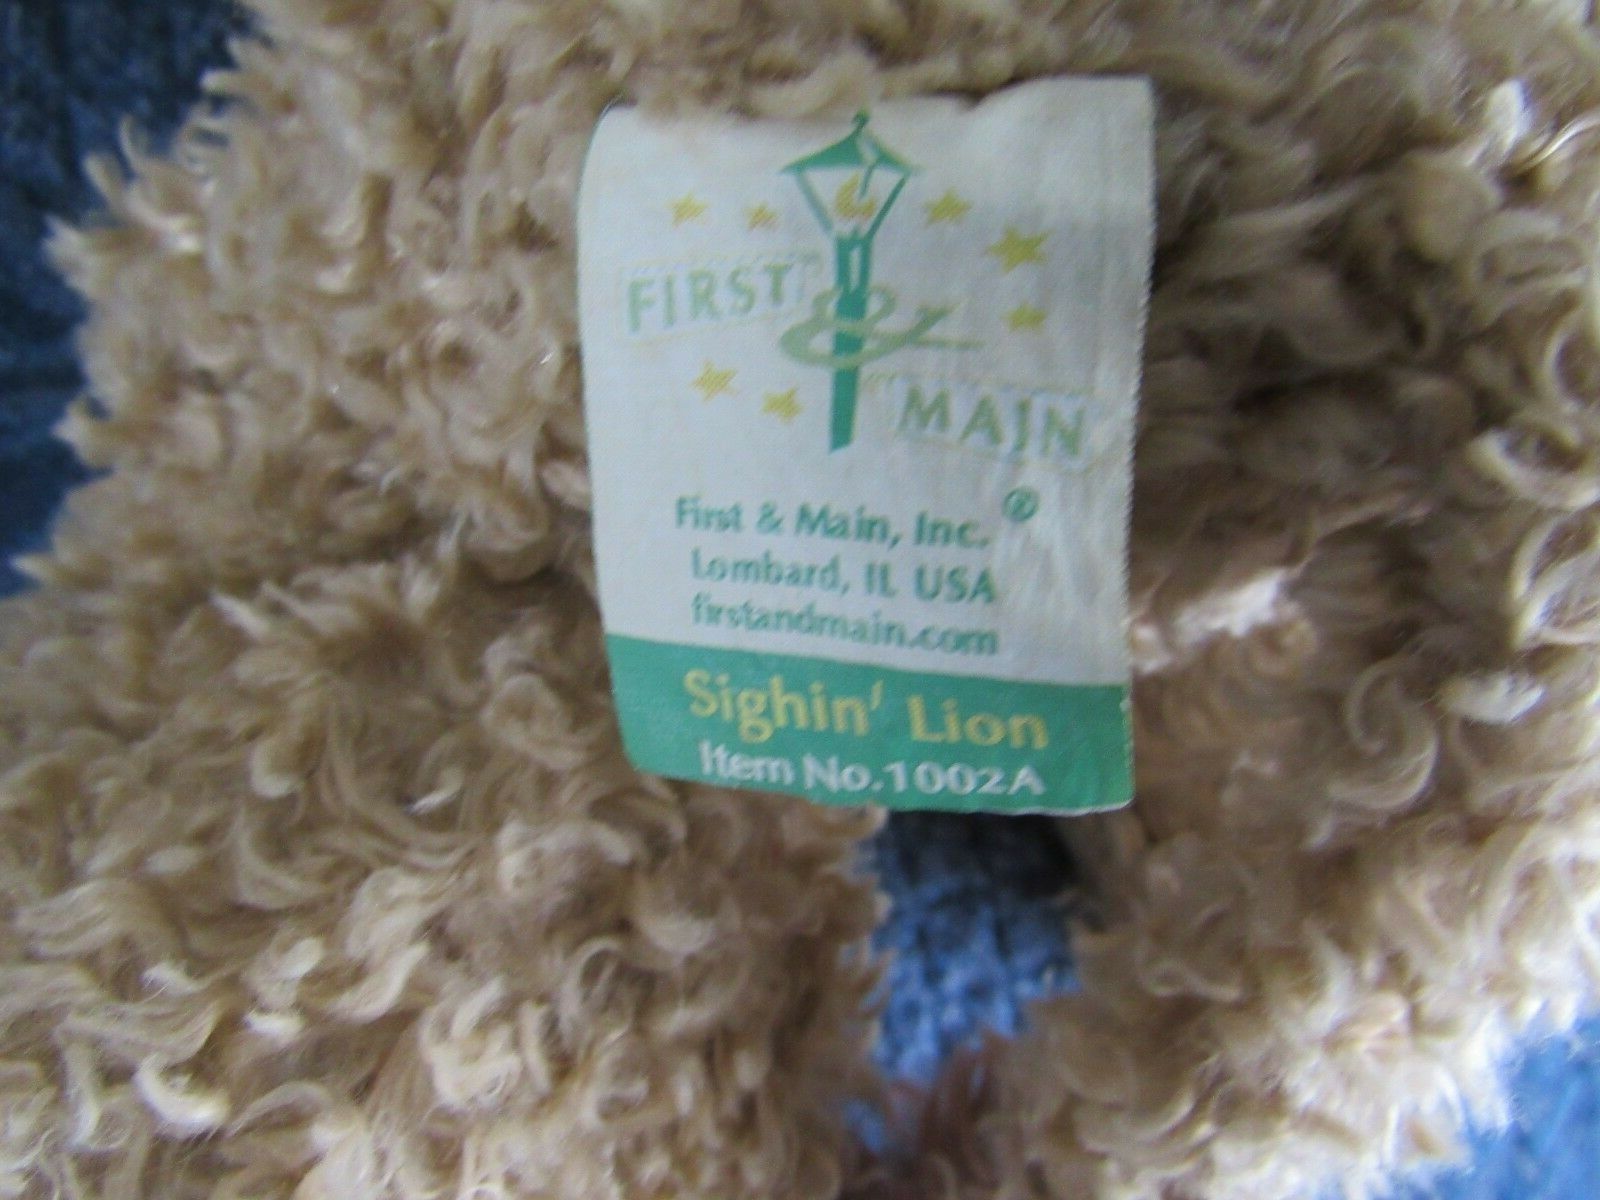 FIRST
&
MAIN
First & Main, Inc. ®
Lombard, IL USA
firstandmain.com
Sighin' Lion
Item No.1002A